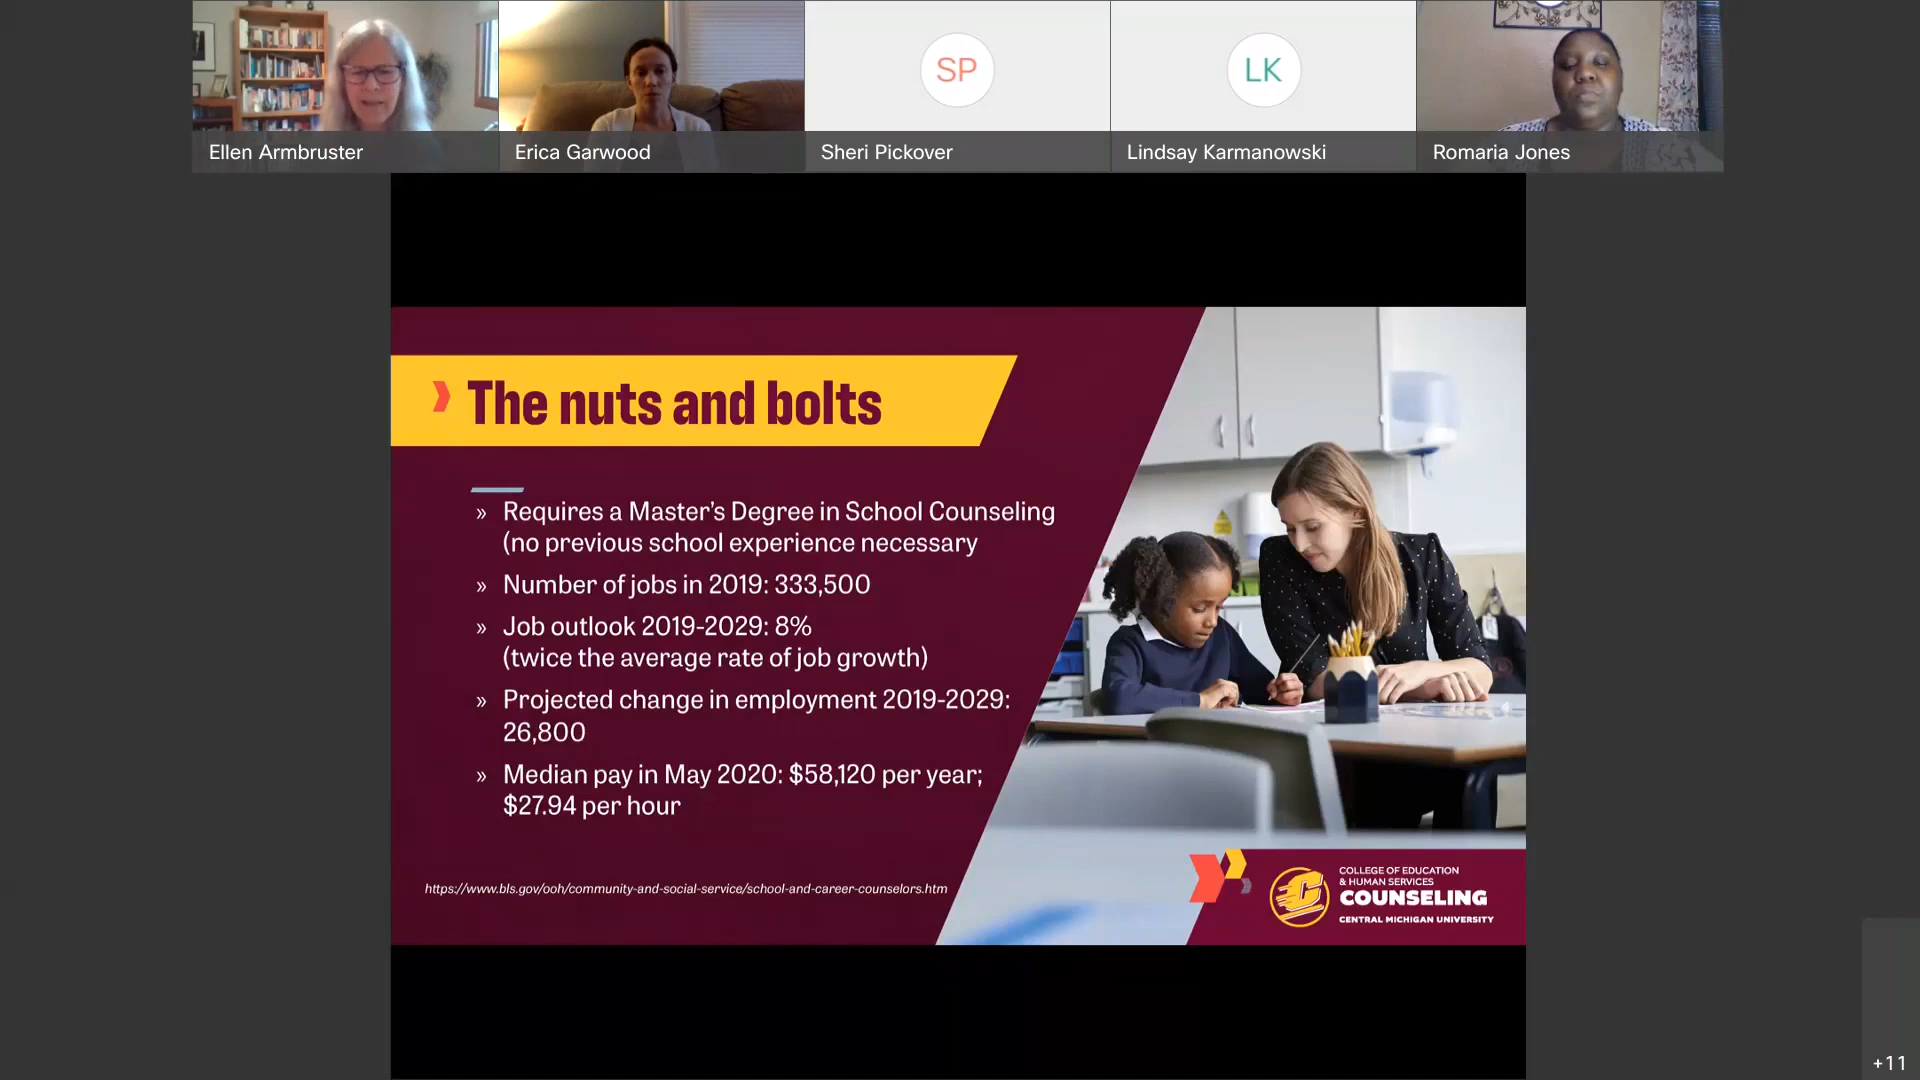 SP
LK
Ellen Armbruster
Erica Garwood
Sheri Pickover
Lindsay Karmanowski
Romaria Jones
The nuts and bolts
» Requires a Master's Degree in School Counseling
(no previous school experience necessary
» Number of jobs in 2019: 333,500
» Job outlook 2019-2029: 8%
(twice the average rate of job growth)
» Projected change in employment 2019-2029:
26,800
» Median pay in May 2020: $58,120 per year;
$27.94 per hour
https://www.bls.gov/ooh/community-and-social-service/school-and-career-counselors.htm
C
COLLEGE OF EDUCATION
& HUMAN SERVICES
COUNSELING
CENTRAL MICHIGAN UNIVERSITY
+11